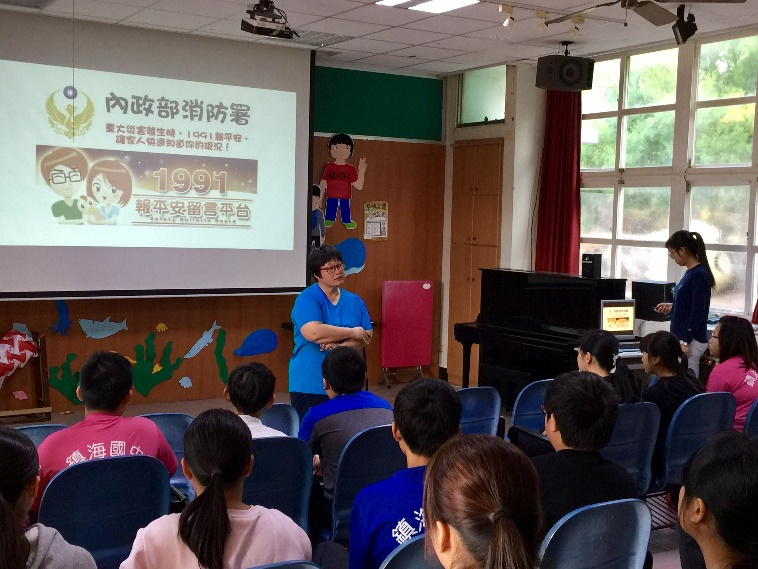 內政部消防署
重大災害發生時，1991報平安，
讓家人快速知道你的現況！
1991
報平安留言平台
鎮海國中
鎮海